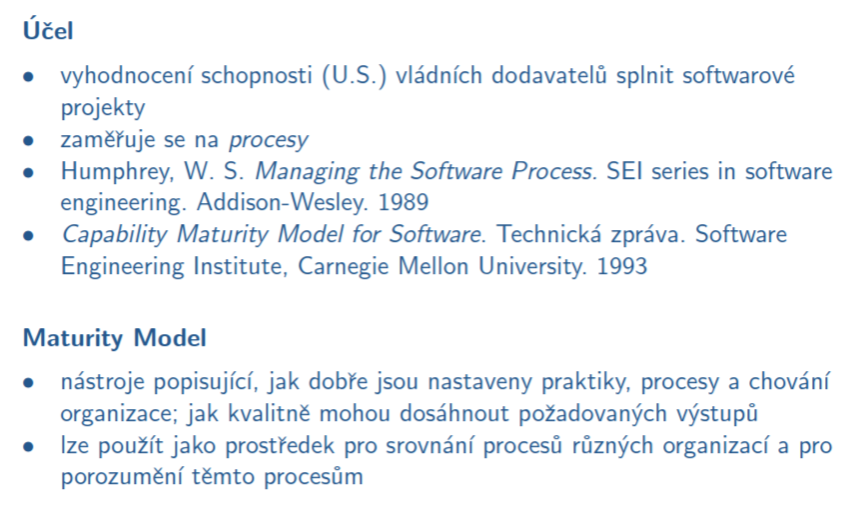 Účel
• vyhodnocení schopnosti (U.S.) vládních dodavatelů splnit softwarové
projekty
• zaměřuje se na procesy
• Humphrey, W. S. Managing the Software Process. SEI series in software
engineering. Addison-Wesley. 1989
• Capability Maturity Model for Software. Technická zpráva. Software
Engineering Institute, Carnegie Mellon University. 1993
Maturity Model
• nástroje popisující, jak dobře jsou nastaveny praktiky, procesy a chování
organizace; jak kvalitně mohou dosáhnout požadovaných výstupů
• lze použít jako prostředek pro srovnání procesů různých organizací a pro
porozumění těmto procesům